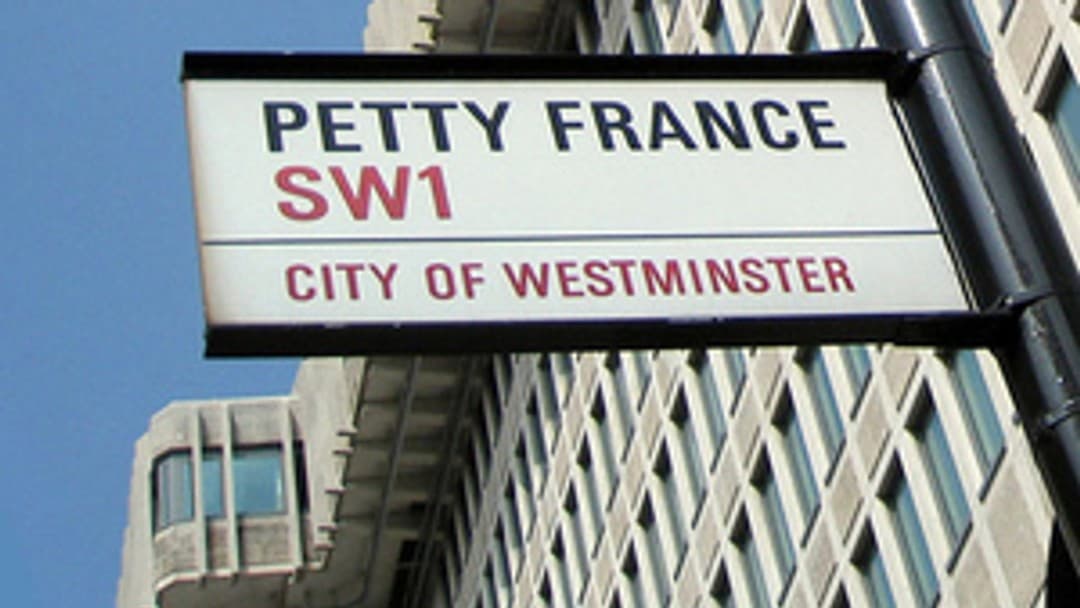 PETTY FRANCE
SW1
CITY OF WESTMINSTER